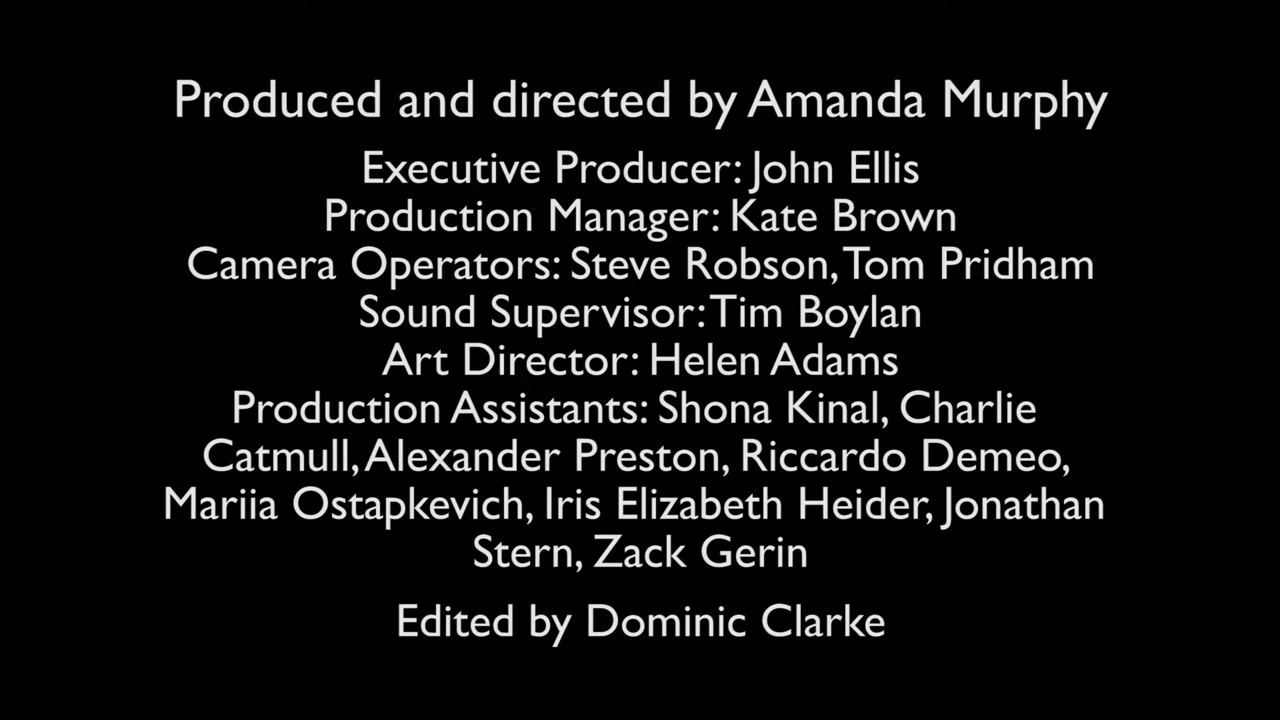 Produced and directed by Amanda Murphy
Executive Producer: John Ellis
Production Manager: Kate Brown
Camera Operators: Steve Robson, Tom Pridham
Sound Supervisor: Tim Boylan
Art Director: Helen Adams
Production Assistants: Shona Kinal, Charlie
Catmull, Alexander Preston, Riccardo Demeo,
Mariia Ostapkevich, Iris Elizabeth Heider, Jonathan
Stern, Zack Gerin
Edited by Dominic Clarke